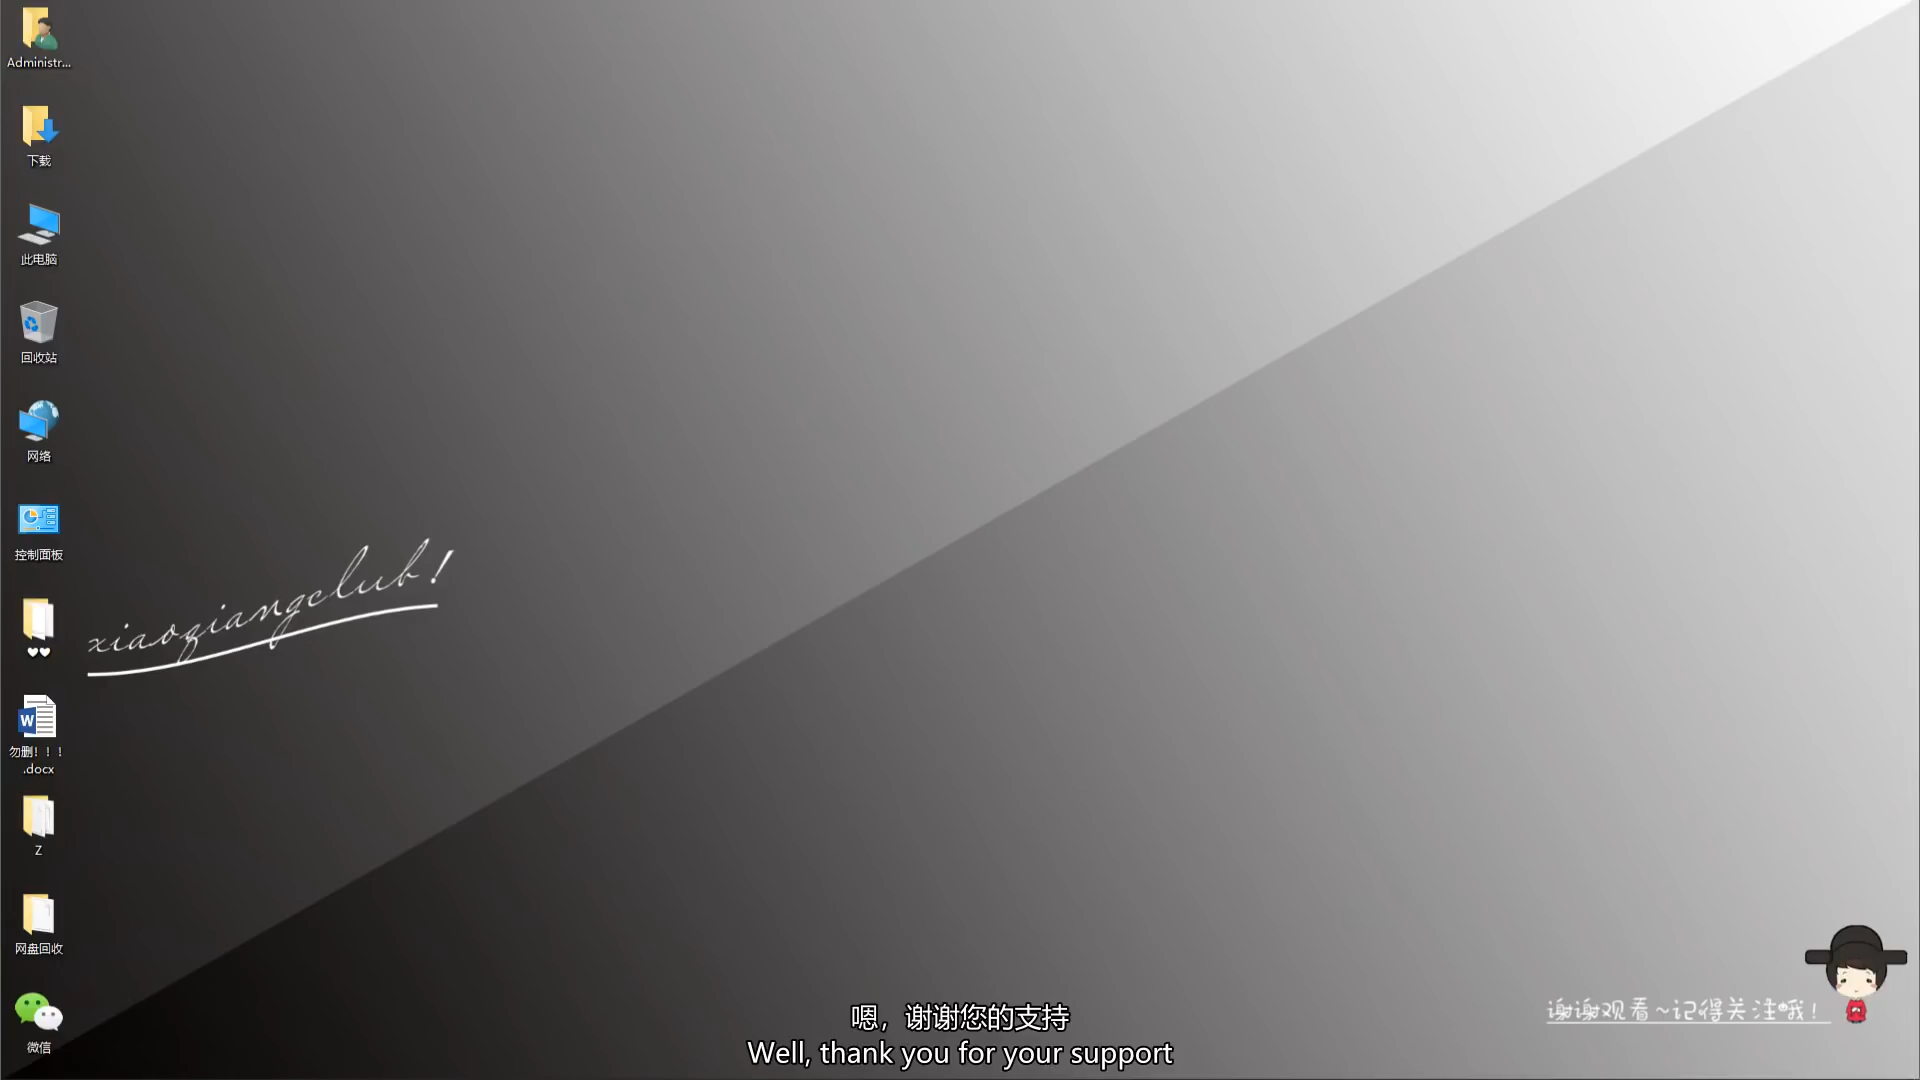 Administr...
下载
此电脑
回收站
网络
控制面板
xiaoqiangclub!
勿删！！！
.docx
Z
网盘回收
微信
谢谢观看~记得关注哦！
嗯，谢谢您的支持
Well, thank you for your support